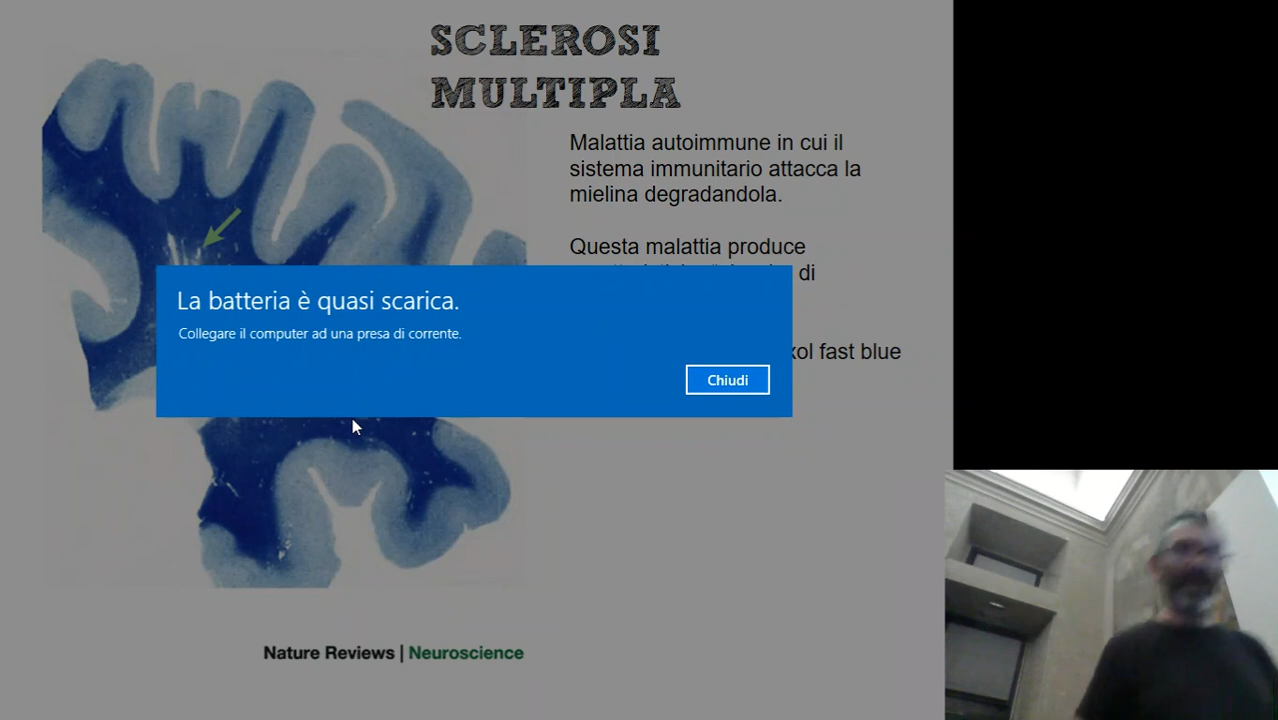 SCLEROSI
MULTIPLA
Malattia autoimmune in cui il
sistema immunitario attacca la
mielina degradandola.
Questa malattia produce
di
La batteria è quasi scarica.
Collegare il computer ad una presa di corrente.
fast blue
Chiudi
Nature Reviews | Neuroscience